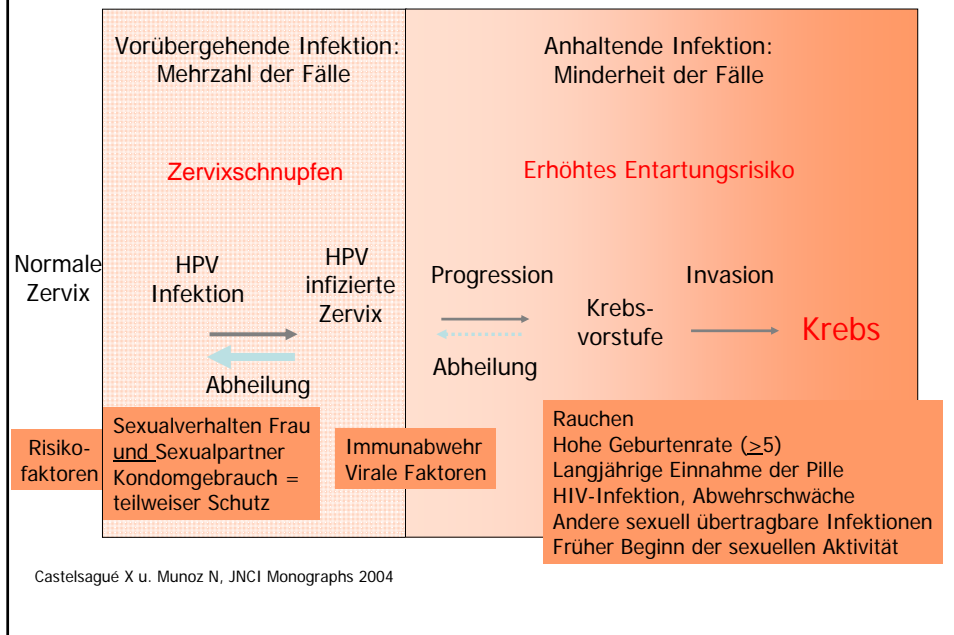 Vorübergehende Infektion:
Mehrzahl der Fälle
Anhaltende Infektion:
Minderheit der Fälle
Zervixschnupfen
Erhöhtes Entartungsrisiko
Normale
Zervix
HPV
Infektion
HPV
infizierte
Zervix
Abheilung
Progression
Abheilung
Krebs-
vorstufe
Invasion
Krebs
Risiko-
faktoren
Sexualverhalten Frau
und Sexualpartner
Kondomgebrauch =
teilweiser Schutz
Immunabwehr
Virale Faktoren
Rauchen
Hohe Geburtenrate (≥5)
Langjährige Einnahme der Pille
HIV-Infektion, Abwehrschwäche
Andere sexuell übertragbare Infektionen
Früher Beginn der sexuellen Aktivität
Castelsagué X u. Munoz N, JNCI Monographs 2004